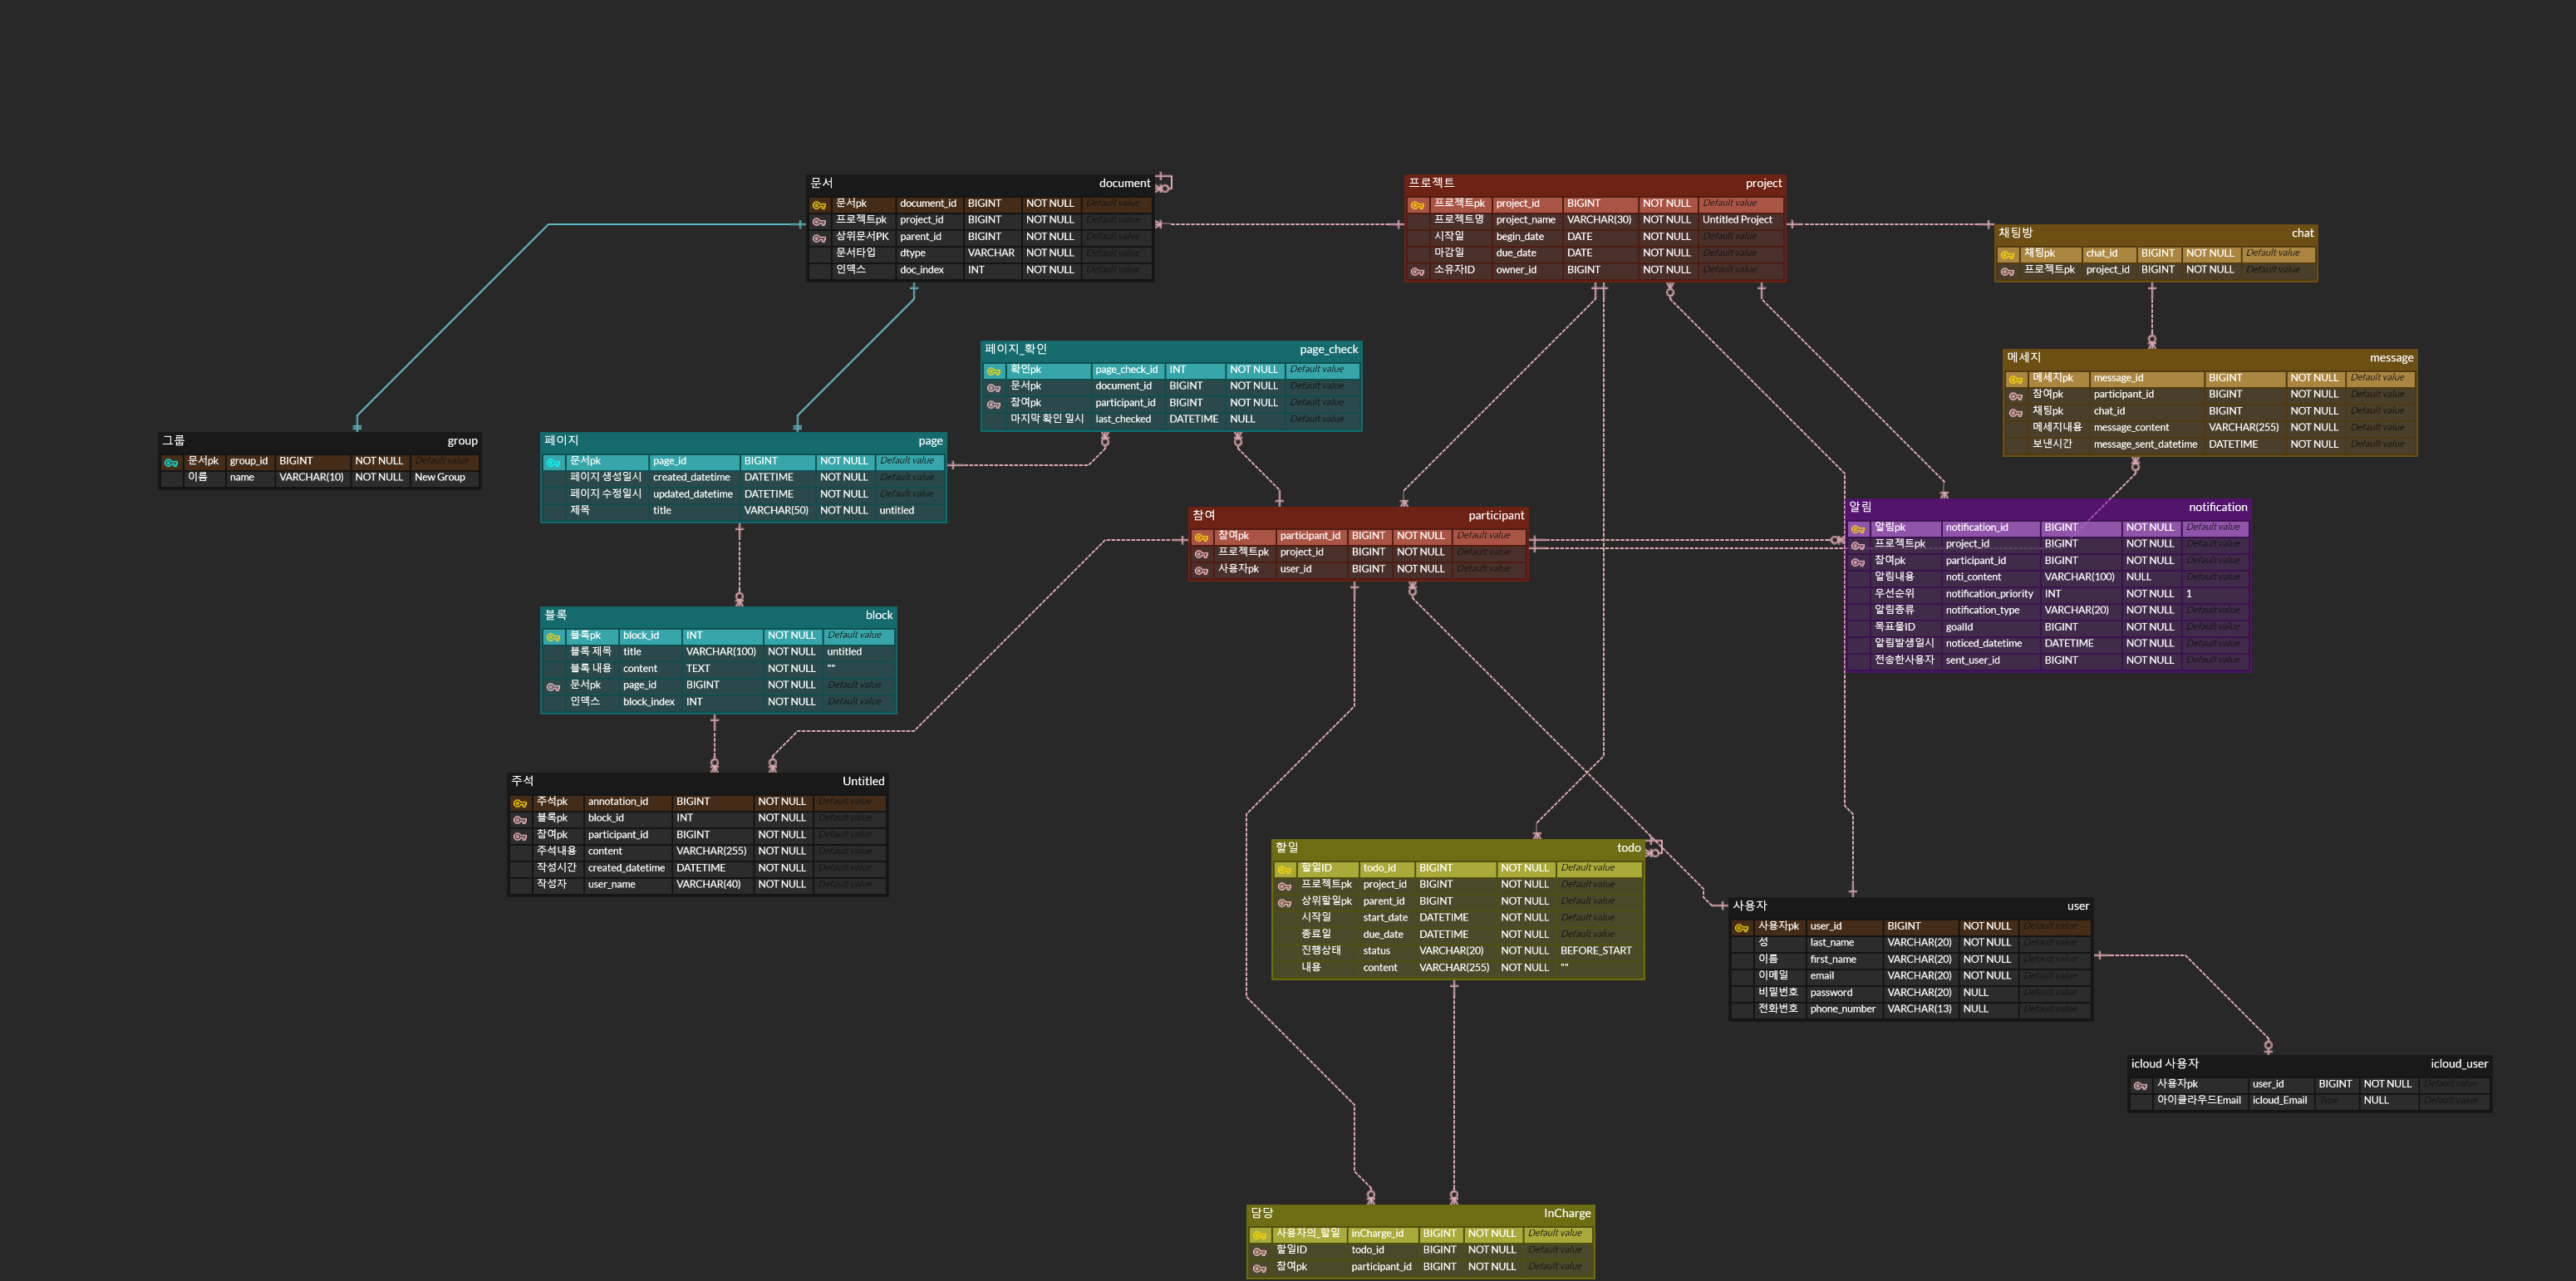 문서 document
문서pk document_id BIGINT NOT NULL Default value
프로젝트pk project_id BIGINT NOT NULL Default value
상위문서PK parent_id BIGINT NOT NULL Default value
문서타입 dtype VARCHAR NOT NULL Default value
인덱스 doc_index INT NOT NULL Default value
프로젝트 project
프로젝트pk project_id BIGINT NOT NULL Default value
프로젝트명 project_name VARCHAR(30) NOT NULL Untitled Project
시작일 begin_date DATE NOT NULL Default value
마감일 due_date DATE NOT NULL Default value
소유자ID owner_id BIGINT NOT NULL Default value
채팅방 chat
채팅pk chat_id BIGINT NOT NULL Default value
프로젝트pk project_id BIGINT NOT NULL Default value
페이지_확인 page_check
확인pk page_check_id INT NOT NULL Default value
문서pk document_id BIGINT NOT NULL Default value
참여pk participant_id BIGINT NOT NULL Default value
마지막 확인 일시 last_checked DATETIME NULL Default value
메세지 message
메세지pk message_id BIGINT NOT NULL Default value
참여pk participant_id BIGINT NOT NULL Default value
채팅pk chat_id BIGINT NOT NULL Default value
메세지내용 message_content VARCHAR(255) NOT NULL Default value
보낸시간 message_sent_datetime DATETIME NOT NULL Default value
그룹 group
문서pk group_id BIGINT NOT NULL Default value
이름 name VARCHAR(10) NOT NULL New Group
페이지 page
문서pk page_id BIGINT NOT NULL Default value
페이지 생성일시 created_datetime DATETIME NOT NULL Default value
페이지 수정일시 updated_datetime DATETIME NOT NULL Default value
제목 title VARCHAR(50) NOT NULL untitled
참여 participant
참여pk participant_id BIGINT NOT NULL Default value
프로젝트pk project_id BIGINT NOT NULL Default value
사용자pk user_id BIGINT NOT NULL Default value
알림 notification
알림pk notification_id BIGINT NOT NULL Default value
프로젝트pk project_id BIGINT NOT NULL Default value
참여pk participant_id BIGINT NOT NULL Default value
알림내용 noti_content VARCHAR(100) NULL Default value
우선순위 notification_priority INT NOT NULL 1
알림종류 notification_type VARCHAR(20) NOT NULL Default value
목표물ID goalId BIGINT NOT NULL Default value
알림발생일시 noticed_datetime DATETIME NOT NULL Default value
전송한사용자 sent_user_id BIGINT NOT NULL Default value
블록 block
블록pk block_id INT NOT NULL Default value
블록 제목 title VARCHAR(100) NOT NULL untitled
블록 내용 content TEXT NOT NULL ""
문서pk page_id BIGINT NOT NULL Default value
인덱스 block_index INT NOT NULL Default value
주석 Untitled
주석pk annotation_id BIGINT NOT NULL Default value
블록pk block_id INT NOT NULL Default value
참여pk participant_id BIGINT NOT NULL Default value
주석내용 content VARCHAR(255) NOT NULL Default value
작성시간 created_datetime DATETIME NOT NULL Default value
작성자 user_name VARCHAR(40) NOT NULL Default value
할일 todo
할일ID todo_id BIGINT NOT NULL Default value
프로젝트pk project_id BIGINT NOT NULL Default value
상위할일pk parent_id BIGINT NOT NULL Default value
시작일 start_date DATETIME NOT NULL Default value
종료일 due_date DATETIME NOT NULL Default value
진행상태 status VARCHAR(20) NOT NULL BEFORE_START
내용 content VARCHAR(255) NOT NULL ""
사용자 user
사용자pk user_id BIGINT NOT NULL Default value
성 last_name VARCHAR(20) NOT NULL Default value
이름 first_name VARCHAR(20) NOT NULL Default value
이메일 email VARCHAR(20) NOT NULL Default value
비밀번호 password VARCHAR(20) NULL Default value
전화번호 phone_number VARCHAR(13) NULL Default value
icloud 사용자 icloud_user
사용자pk user_id BIGINT NOT NULL Default value
아이클라우드Email icloud_Email Type NULL Default value
담당 InCharge
사용자의_할일 inCharge_id BIGINT NOT NULL Default value
할일ID todo_id BIGINT NOT NULL Default value
참여pk participant_id BIGINT NOT NULL Default value